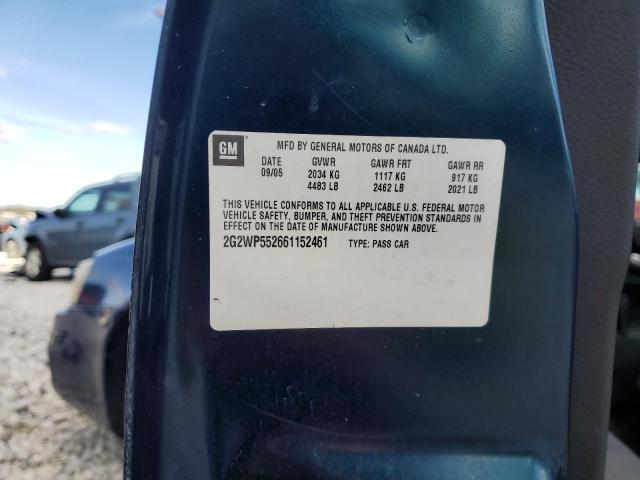 GM
MFD BY GENERAL MOTORS OF CANADA LTD.
DATE GVWR GAWR FRT GAWR RR
09/05 2034 KG 1117 KG 917 KG
4483 LB 2462 LB 2021 LB
THIS VEHICLE CONFORMS TO ALL APPLICABLE U.S. FEDERAL MOTOR
VEHICLE SAFETY, BUMPER, AND THEFT PREVENTION STANDARDS IN
EFFECT ON THE DATE OF MANUFACTURE SHOWN ABOVE.
2G2WP552661152461 TYPE: PASS CAR